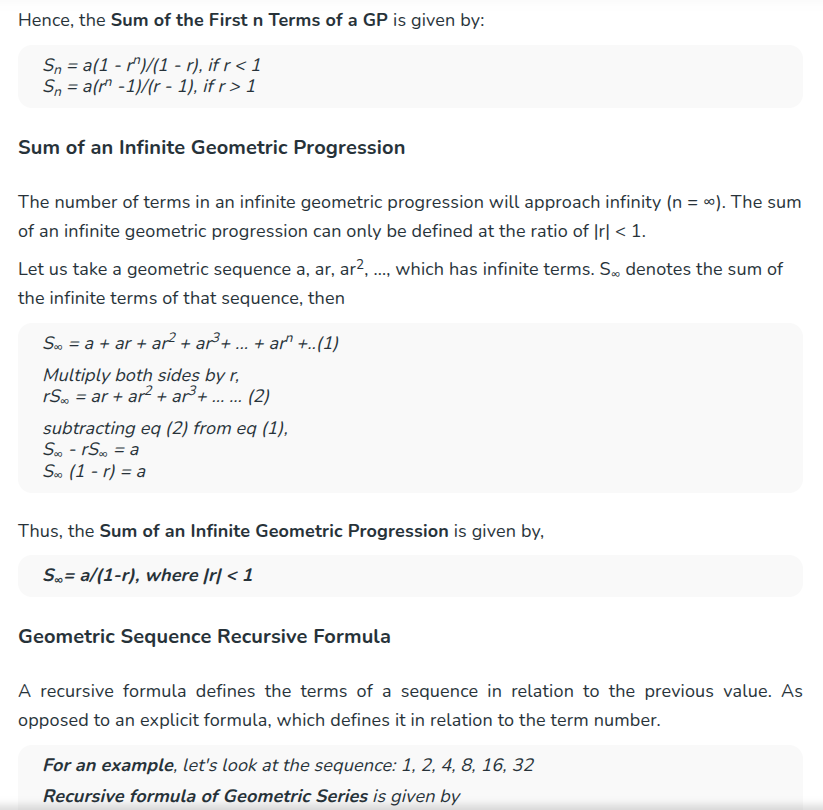 Hence, the Sum of the First n Terms of a GP is given by:
Sₙ = a(1 - rⁿ)/(1 - r), if r < 1
Sₙ = a(rⁿ -1)/(r - 1), if r > 1
Sum of an Infinite Geometric Progression
The number of terms in an infinite geometric progression will approach infinity (n = ∞). The sum
of an infinite geometric progression can only be defined at the ratio of |r| < 1.
Let us take a geometric sequence a, ar, ar², ..., which has infinite terms. S∞ denotes the sum of
the infinite terms of that sequence, then
S∞ = a + ar + ar² + ar³+ ... + arⁿ +..(1)
Multiply both sides by r,
rS∞ = ar + ar² + ar³+ ... ... (2)
subtracting eq (2) from eq (1),
S∞ - rS∞ = a
S∞ (1 - r) = a
Thus, the Sum of an Infinite Geometric Progression is given by,
S∞= a/(1-r), where |r| < 1
Geometric Sequence Recursive Formula
A recursive formula defines the terms of a sequence in relation to the previous value. As
opposed to an explicit formula, which defines it in relation to the term number.
For an example, let's look at the sequence: 1, 2, 4, 8, 16, 32
Recursive formula of Geometric Series is given by